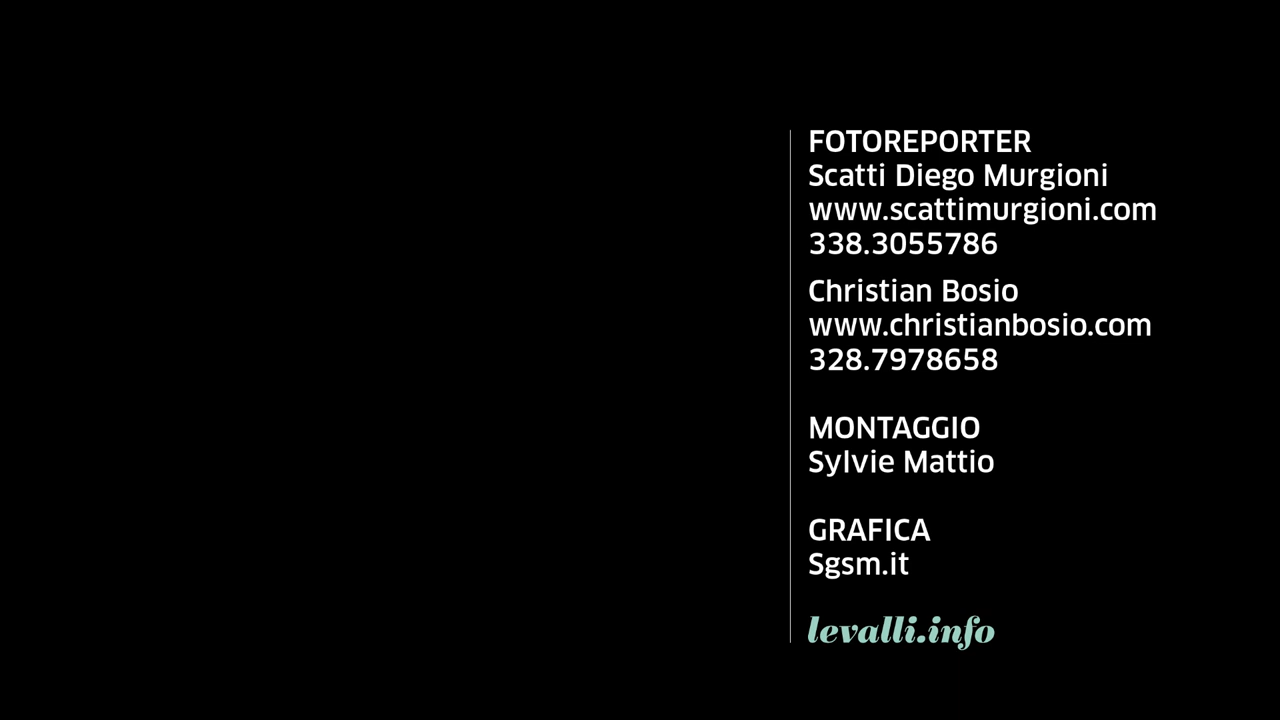 FOTOREPORTER
Scatti Diego Murgioni
www.scattimurgioni.com
338.3055786
Christian Bosio
www.christianbosio.com
328.7978658
MONTAGGIO
Sylvie Mattio
GRAFICA
Sgsm.it
levalli.info